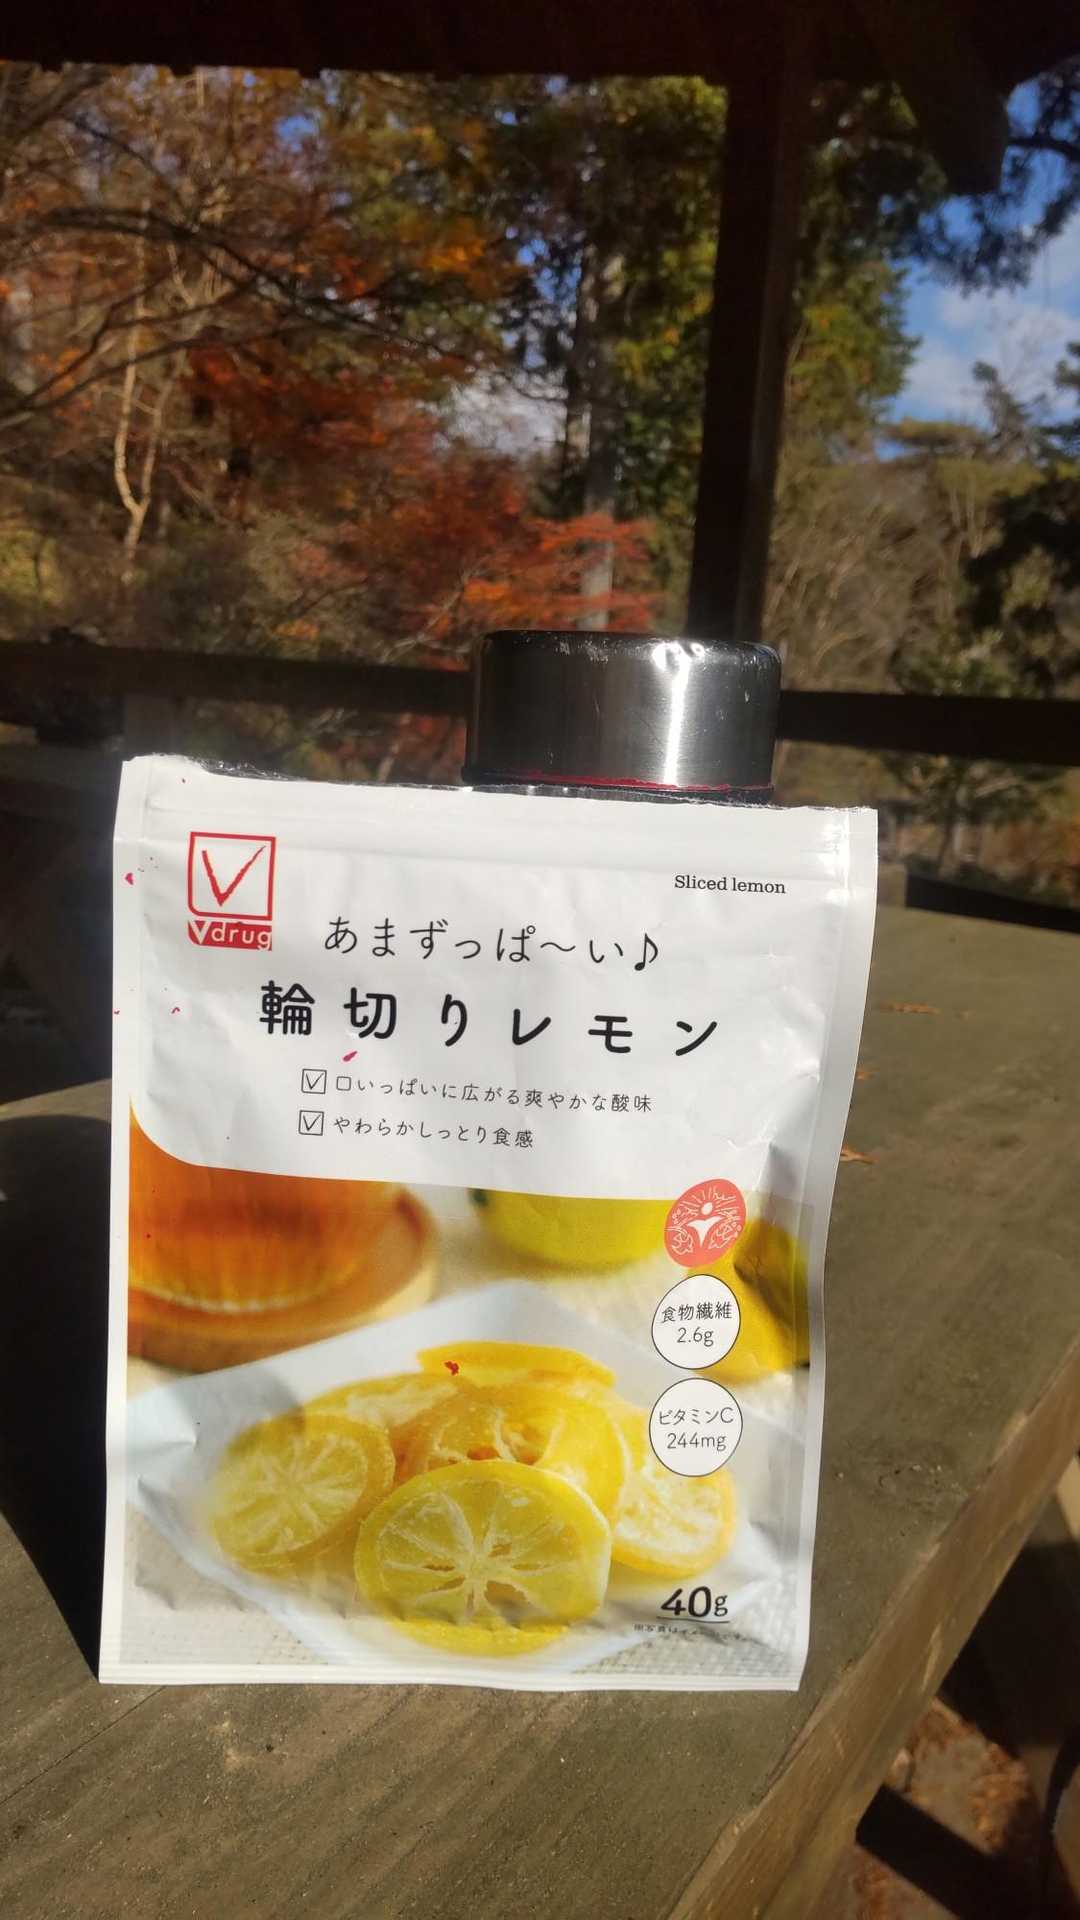 Sliced lemon
Vdrug
あまずっぱ〜い♪
輪切りレモン
口いっぱいに広がる爽やかな酸味
やわらかしっとり食感
食物繊維
2.6g
ビタミンC
244mg
40g